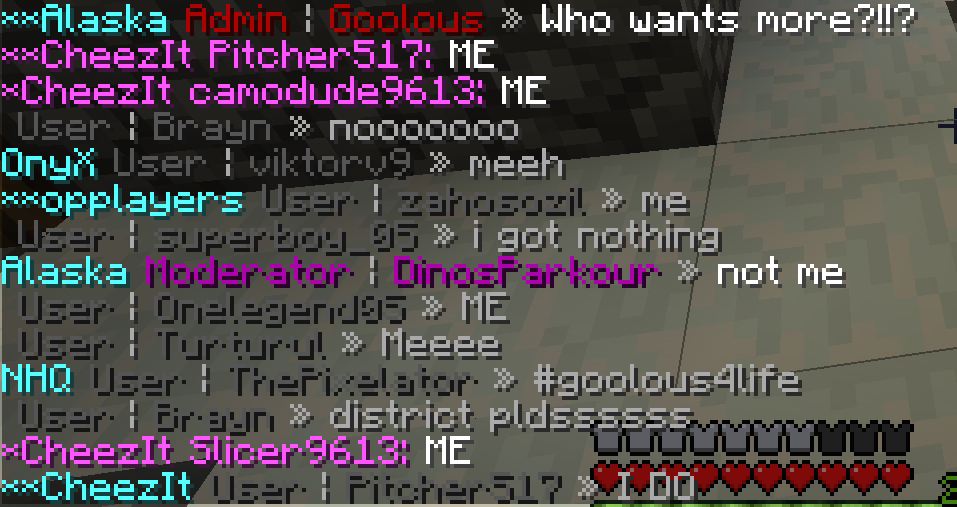 **Alaska Admin ¦ Goolous » Who wants more?!!?
**CheezIt Pitcher517: ME
*CheezIt camodude9613: ME
User ¦ Brayn » nooooooo
OnyX User ¦ viktorv9 » meeh
**opplayers User ¦ zahosozil » me
User ¦ superboy_05 » i got nothing
Alaska Moderator ¦ DinosParkour » not me
User ¦ Onelegend05 » ME
User ¦ Turturul » Meeee
NHQ User ¦ ThePixelator » #goolous4life
User ¦ Brayn » district pldssssss
*CheezIt Slicer9613: ME
**CheezIt User ¦ Pitcher517 » I DO